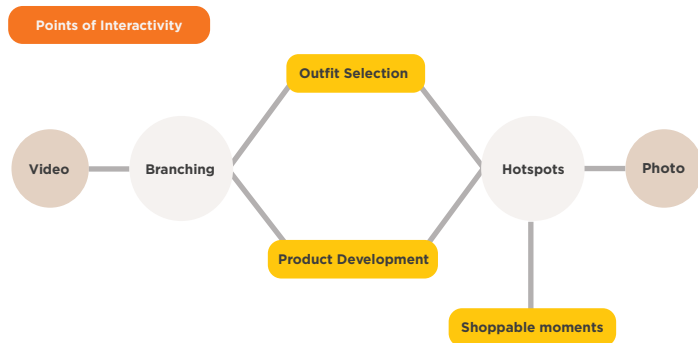 Points of Interactivity
Outfit Selection
Video
Branching
Hotspots
Photo
Product Development
Shoppable moments